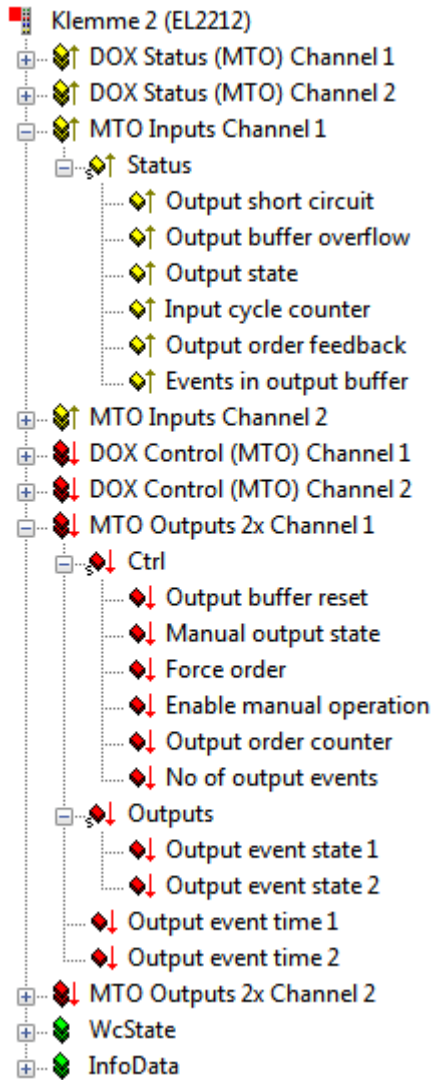 Klemme 2 (EL2212)
DOX Status (MTO) Channel 1
DOX Status (MTO) Channel 2
MTO Inputs Channel 1
Status
Output short circuit
Output buffer overflow
Output state
Input cycle counter
Output order feedback
Events in output buffer
MTO Inputs Channel 2
DOX Control (MTO) Channel 1
DOX Control (MTO) Channel 2
MTO Outputs 2x Channel 1
Ctrl
Output buffer reset
Manual output state
Force order
Enable manual operation
Output order counter
No of output events
Outputs
Output event state 1
Output event state 2
Output event time 1
Output event time 2
MTO Outputs 2x Channel 2
WcState
InfoData